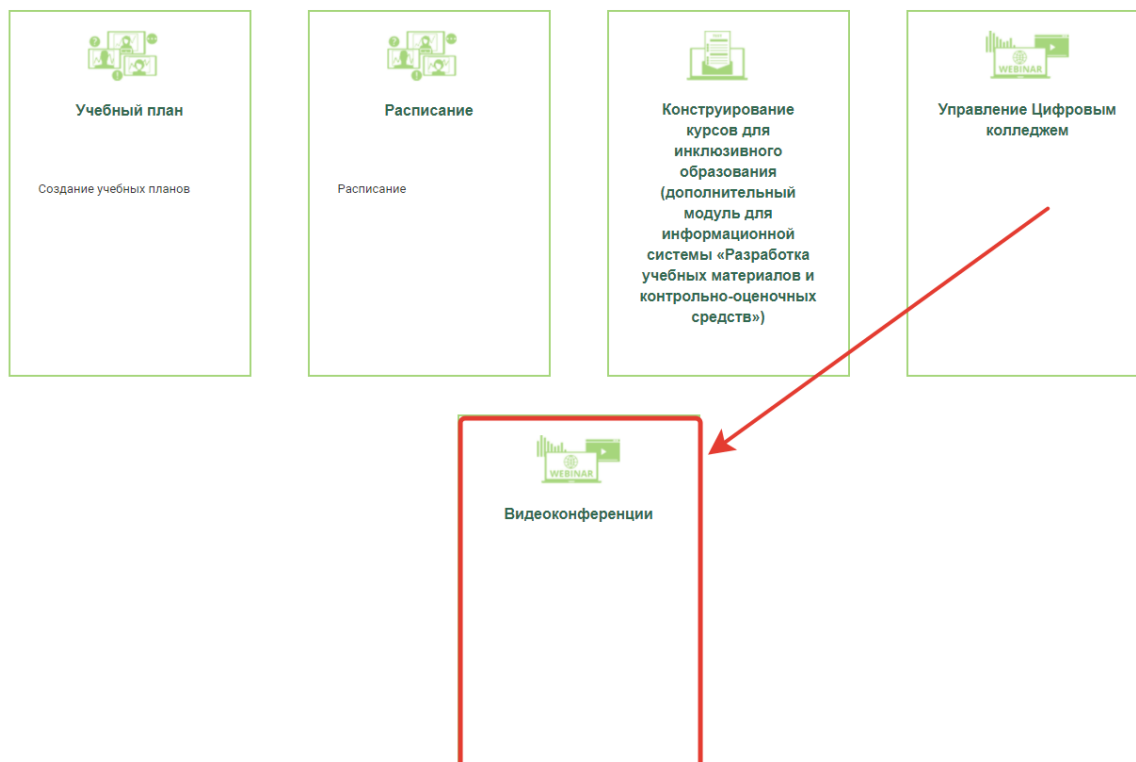 Учебный план
Создание учебных планов
Расписание
Расписание
Конструирование
курсов для
инклюзивного
образования
(дополнительный
модуль для
информационной
системы «Разработка
учебных материалов и
контрольно-оценочных
средств»)
WEBINAR
Управление Цифровым
колледжем
WEBINAR
Видеоконференции